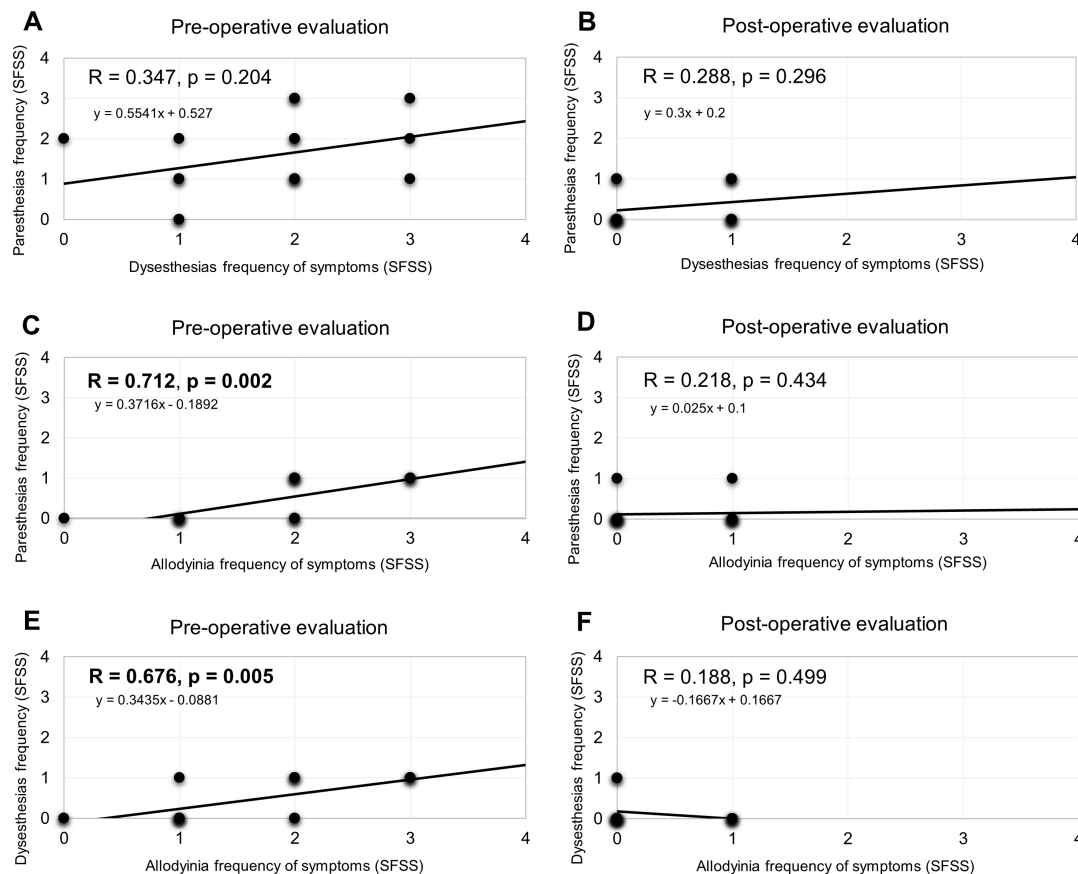 A
Pre-operative evaluation
R = 0.347, p = 0.204
y = 0.5541x + 0.527
Paresthesias frequency (SFSS)
4
3
2
1
0
0 1 2 3 4
Dysesthesias frequency of symptoms (SFSS)
B
Post-operative evaluation
R = 0.288, p = 0.296
y = 0.3x + 0.2
Paresthesias frequency (SFSS)
4
3
2
1
0
0 1 2 3 4
Dysesthesias frequency of symptoms (SFSS)
C
Pre-operative evaluation
R = 0.712, p = 0.002
y = 0.3716x - 0.1892
Paresthesias frequency (SFSS)
4
3
2
1
0
0 1 2 3 4
Allodyinia frequency of symptoms (SFSS)
D
Post-operative evaluation
R = 0.218, p = 0.434
y = 0.025x + 0.1
Paresthesias frequency (SFSS)
4
3
2
1
0
0 1 2 3 4
Allodyinia frequency of symptoms (SFSS)
E
Pre-operative evaluation
R = 0.676, p = 0.005
y = 0.3435x - 0.0881
Dysesthesias frequency (SFSS)
4
3
2
1
0
0 1 2 3 4
Allodyinia frequency of symptoms (SFSS)
F
Post-operative evaluation
R = 0.188, p = 0.499
y = -0.1667x + 0.1667
Dysesthesias frequency (SFSS)
4
3
2
1
0
0 1 2 3 4
Allodyinia frequency of symptoms (SFSS)